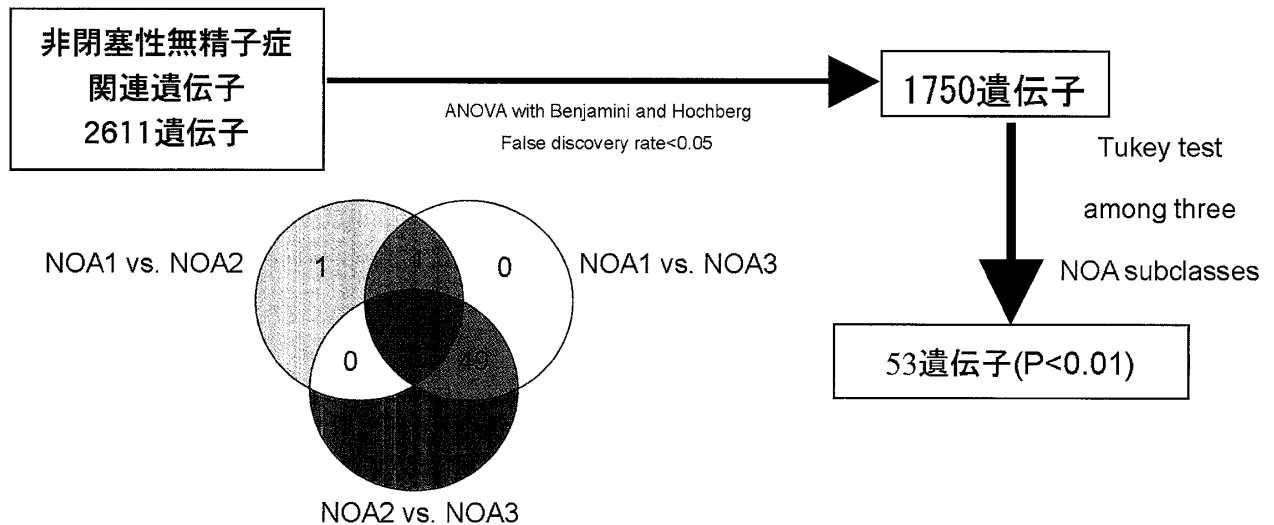 非閉塞性無精子症
関連遺伝子
2611遺伝子
ANOVA with Benjamini and Hochberg
False discovery rate<0.05
1750遺伝子
Tukey test
among three
NOA subclasses
53遺伝子(P<0.01)
NOA1 vs. NOA2
1
0
NOA1 vs. NOA3
0
49
NOA2 vs. NOA3